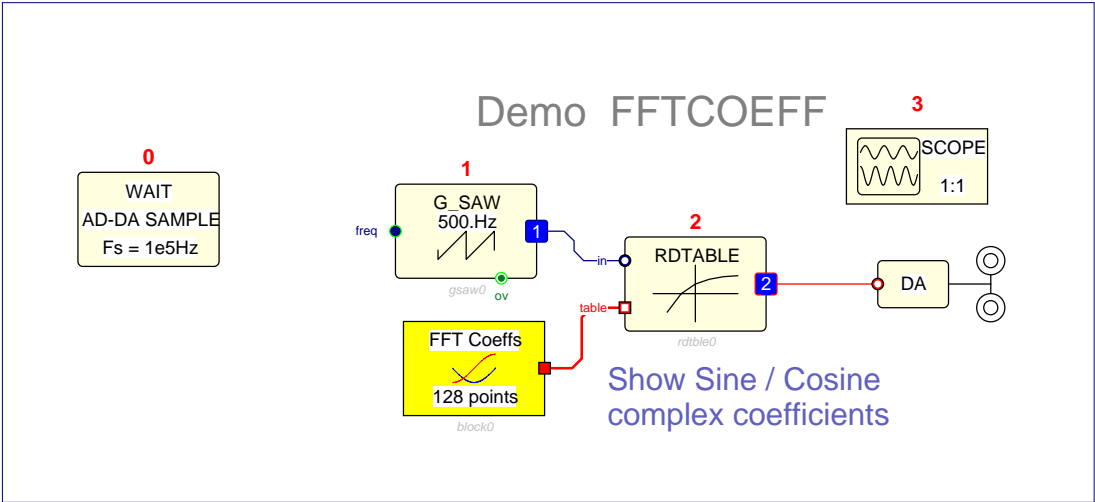 Demo FFTCOEFF
3
0
WAIT
AD-DA SAMPLE
Fs = 1e5Hz
1
G_SAW
500.Hz
freq
1
gsaw0
ov
SCOPE
1:1
2
RDTABLE
in
table
2
rdtble0
DA
FFT Coeffs
128 points
block0
Show Sine / Cosine
complex coefficients